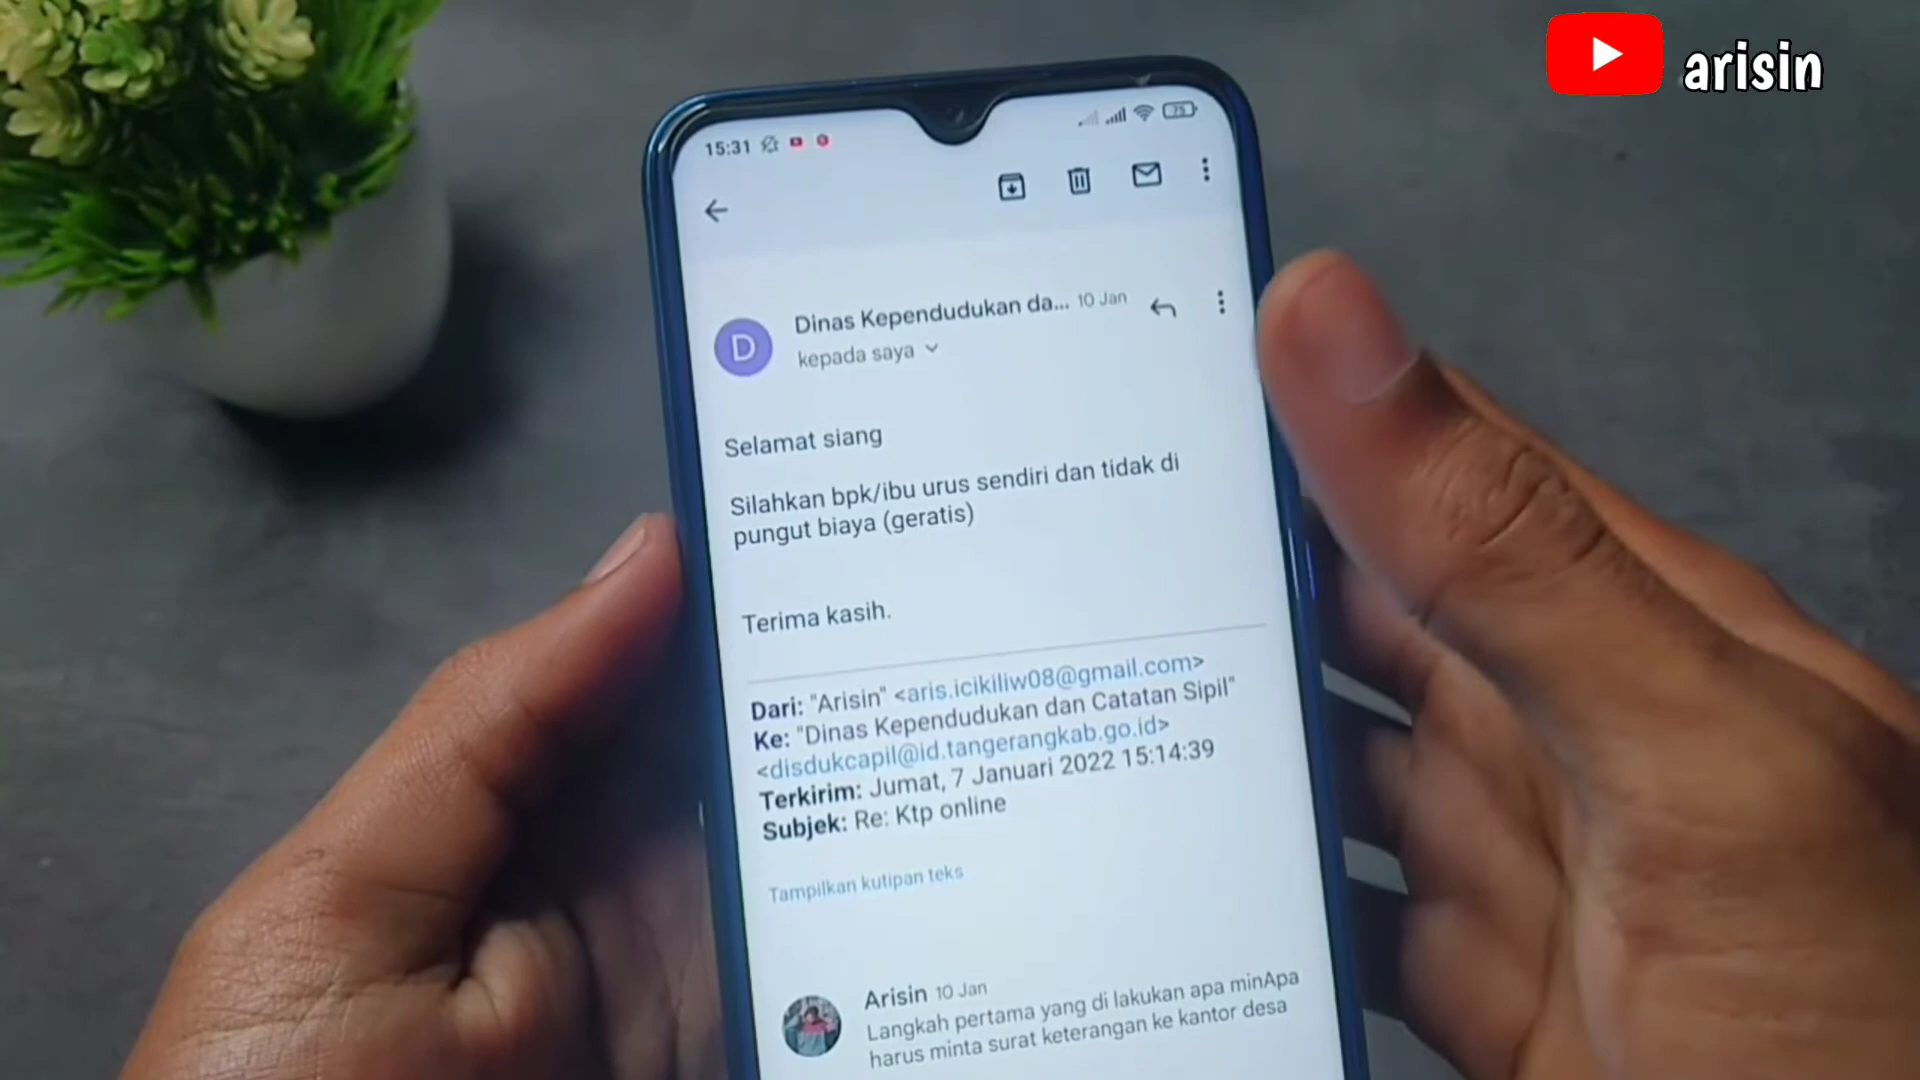 arisin
15:31
75
Dinas Kependudukan da... 10 Jan
D
kepada saya
Selamat siang
Silahkan bpk/ibu urus sendiri dan tidak di
pungut biaya (geratis)
Terima kasih.
Dari: "Arisin" <aris.icikiliw08@gmail.com>
Ke: "Dinas Kependudukan dan Catatan Sipil"
<disdukcapil@id.tangerangkab.go.id>
Terkirim: Jumat, 7 Januari 2022 15:14:39
Subjek: Re: Ktp online
Tampilkan kutipan teks
Arisin 10 Jan
Langkah pertama yang di lakukan apa minApa
harus minta surat keterangan ke kantor desa